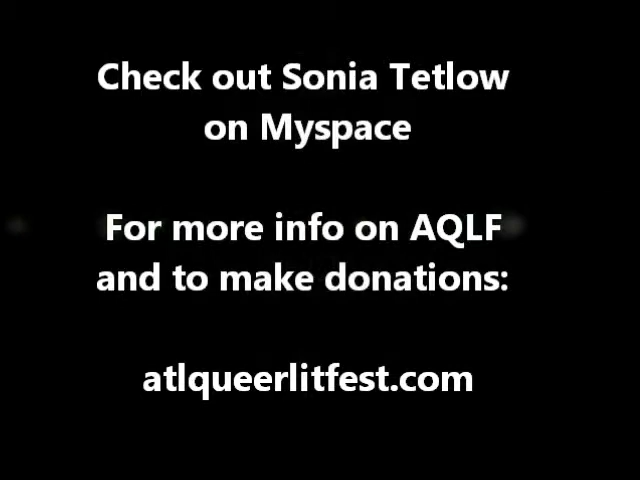 Check out Sonia Tetlow
on Myspace
For more info on AQLF
and to make donations:
atlqueerlitfest.com